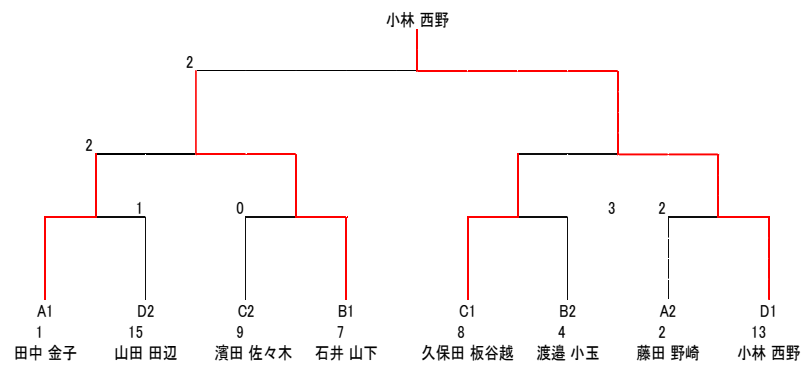 小林 西野
2
2
1
0
3
2
A1
D2
C2
B1
C1
B2
A2
D1
1
15
9
7
8
4
2
13
田中 金子
山田 田辺
濱田 佐々木
石井 山下
久保田 板谷越
渡邉 小玉
藤田 野崎
小林 西野